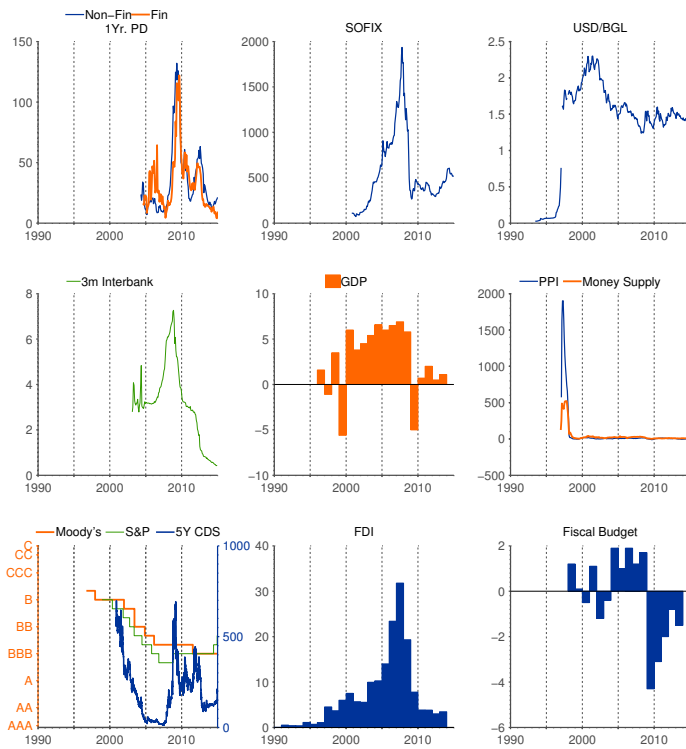 Non−Fin Fin
1Yr. PD
150
100
50
0
1990 2000 2010
SOFIX
2000
1500
1000
500
0
1990 2000 2010
USD/BGL
2.5
2
1.5
1
0.5
0
1990 2000 2010
3m Interbank
8
6
4
2
0
1990 2000 2010
GDP
10
5
0
−5
−10
1990 2000 2010
PPI Money Supply
2000
1500
1000
500
0
−500
1990 2000 2010
Moody's S&P 5Y CDS
C
CC
CCC
B
BB
BBB
A
AA
AAA
1000
500
0
1990 2000 2010
FDI
40
30
20
10
0
1990 2000 2010
Fiscal Budget
2
0
−2
−4
−6
1990 2000 2010